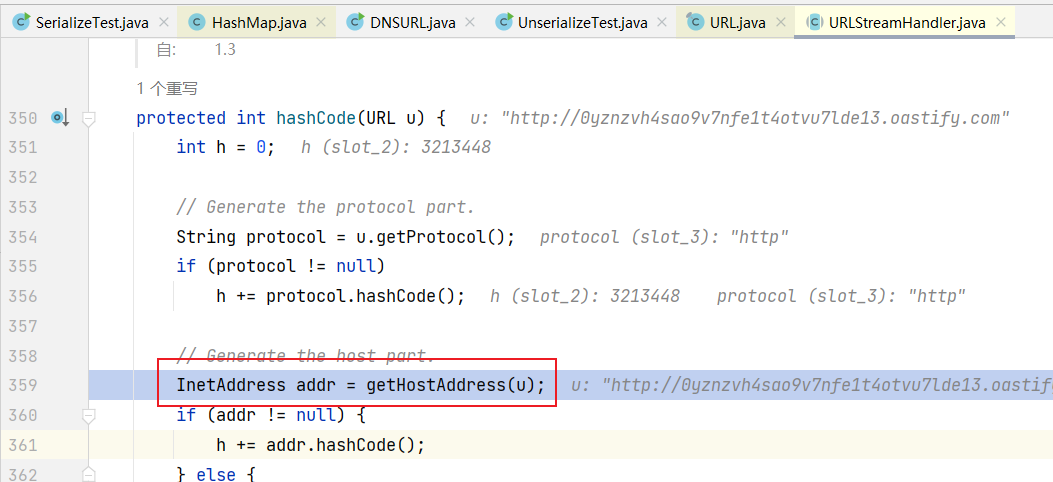 SerializeTest.java HashMap.java DNSURL.java UnserializeTest.java URL.java URLStreamHandler.java
自: 1.3
1 个重写
350 protected int hashCode(URL u) { u: "http://0yznzvh4sao9v7nfe1t4otvu7lde13.oastify.com"
351 int h = 0; h (slot_2): 3213448
352
353 // Generate the protocol part.
354 String protocol = u.getProtocol(); protocol (slot_3): "http"
355 if (protocol != null)
356 h += protocol.hashCode(); h (slot_2): 3213448 protocol (slot_3): "http"
357
358 // Generate the host part.
359 InetAddress addr = getHostAddress(u); u: "http://0yznzvh4sao9v7nfe1t4otvu7lde13.oastify
360 if (addr != null) {
361 h += addr.hashCode();
362 } else {